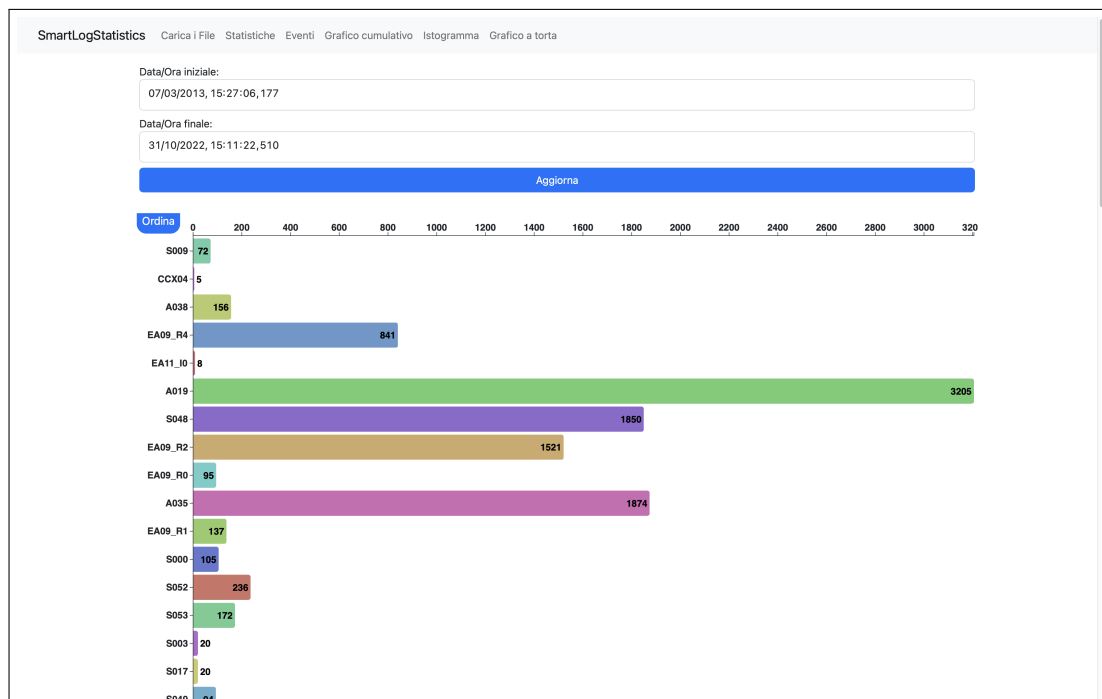 SmartLogStatistics Carica i File Statistiche Eventi Grafico cumulativo Istogramma Grafico a torta
Data/Ora iniziale:
07/03/2013, 15:27:06,177
Data/Ora finale:
31/10/2022, 15:11:22,510
Aggiorna
Ordina
0 200 400 600 800 1000 1200 1400 1600 1800 2000 2200 2400 2600 2800 3000 320
S009 72
CCX04 5
A038 156
EA09_R4 841
EA11_I0 8
A019 3205
S048 1850
EA09_R2 1521
EA09_R0 95
A035 1874
EA09_R1 137
S000 105
S052 236
S053 172
S003 20
S017 20